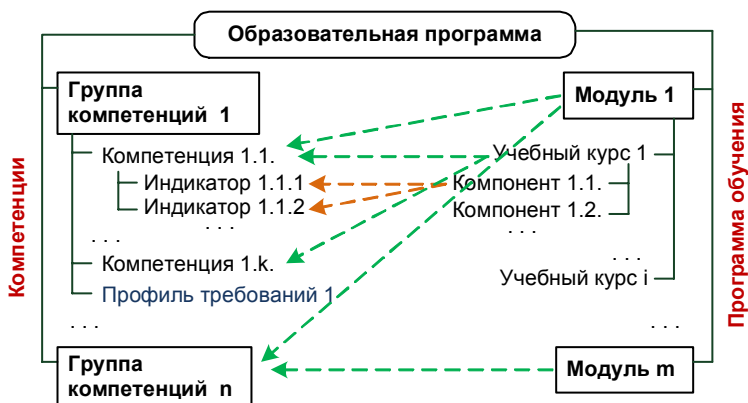 Образовательная программа
Группа
компетенций 1
Модуль 1
Компетенция 1.1.
Учебный курс 1
Индикатор 1.1.1
Компонент 1.1.
Индикатор 1.1.2
Компонент 1.2.
. . .
. . .
. . .
. . .
Компетенция 1.k.
Учебный курс i
Профиль требований 1
. . .
. . .
Группа
компетенций n
Модуль m
Компетенции
Программа обучения